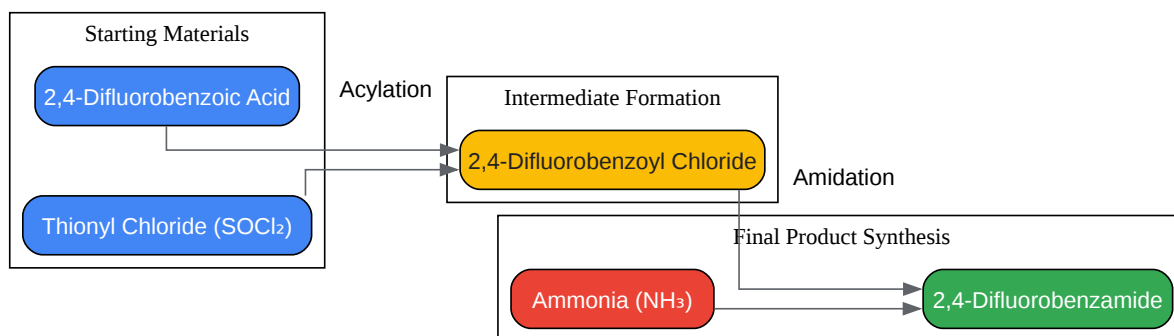 Starting Materials
2,4-Difluorobenzoic Acid
Thionyl Chloride (SOCl₂)
Acylation
Intermediate Formation
2,4-Difluorobenzoyl Chloride
Amidation
Final Product Synthesis
Ammonia (NH₃)
2,4-Difluorobenzamide